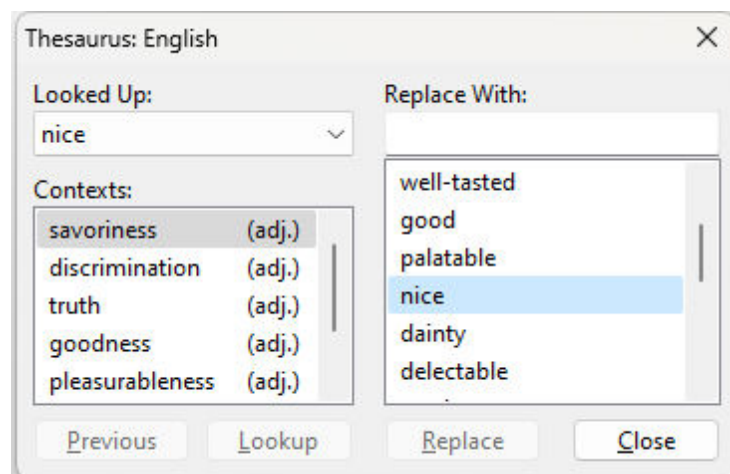 Thesaurus: English
Looked Up:
nice
Contexts:
savoriness (adj.)
discrimination (adj.)
truth (adj.)
goodness (adj.)
pleasurableness (adj.)
Previous Lookup
Replace With:
well-tasted
good
palatable
nice
dainty
delectable
Replace Close